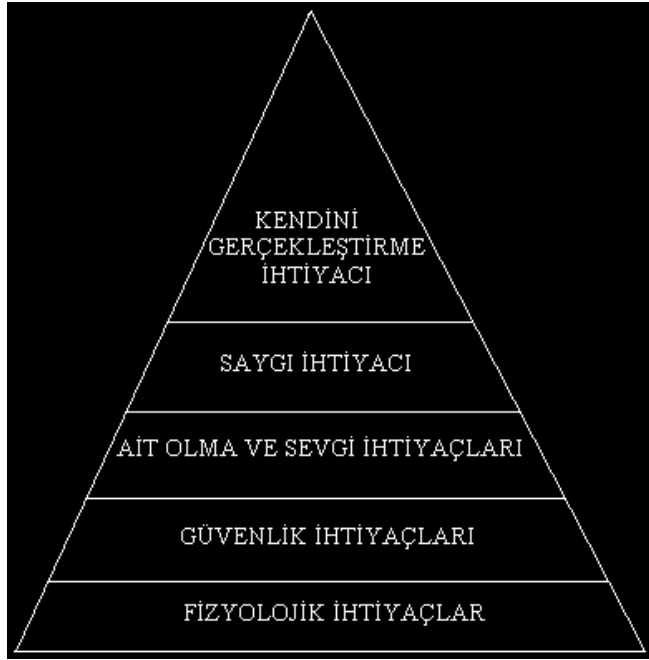 KENDİNİ
GERÇEKLEŞTİRME
İHTİYACI
SAYGI İHTİYACI
AİT OLMA VE SEVGİ İHTİYAÇLARI
GÜVENLİK İHTİYAÇLARI
FİZYOLOJİK İHTİYAÇLAR